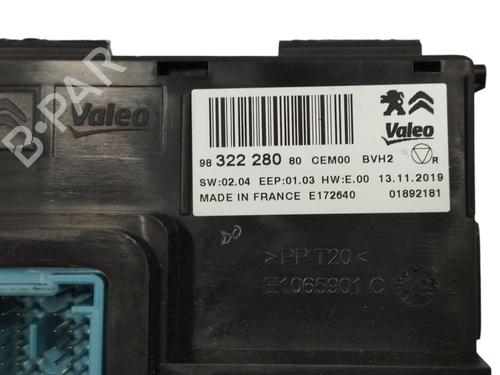 Valeo
Valeo
98 322 280 80 CEM00 BVH2 R
SW:02.04 EEP:01.03 HW:E.00 13.11.2019
MADE IN FRANCE E172640 01892181
>PP T20<
E1065901 C
B-PARTS